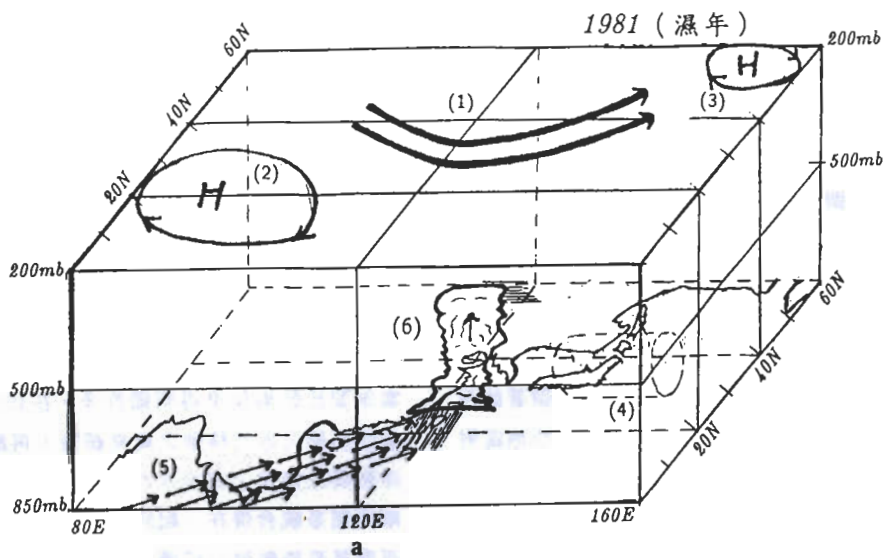 1981 (濕年)
60N
200mb
H
(1)
(3)
40N
500mb
20N
H
(2)
200mb
60N
(6)
40N
500mb
(4)
20N
(5)
850mb
80E
120E
160E
a